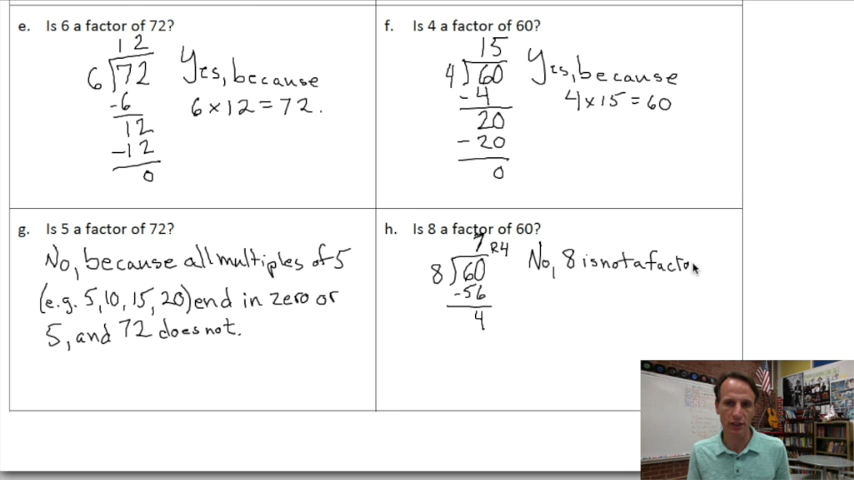 e. Is 6 a factor of 72?
12
6)72
-6
12
-12
0
Yes, because
6 x 12 = 72.
f. Is 4 a factor of 60?
15
4)60
-4
20
-20
0
Yes, because
4 x 15 = 60
g. Is 5 a factor of 72?
No, because all multiples of 5
(e.g. 5, 10, 15, 20) end in zero or
5, and 72 does not.
h. Is 8 a factor of 60?
7 R4
8)60
-56
4
No, 8 is not a facto